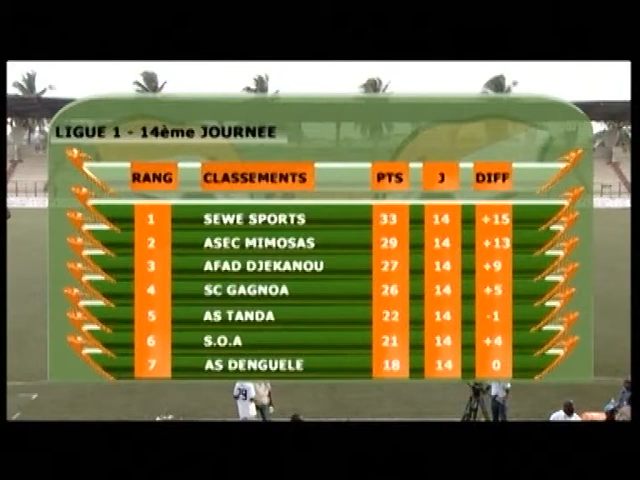 LIGUE 1 - 14ème JOURNEE
RANG CLASSEMENTS PTS J DIFF
1 SEWE SPORTS 33 14 +15
2 ASEC MIMOSAS 29 14 +13
3 AFAD DJEKANOU 27 14 +9
4 SC GAGNOA 26 14 +5
5 AS TANDA 22 14 -1
6 S.O.A 21 14 +4
7 AS DENGUELE 18 14 0